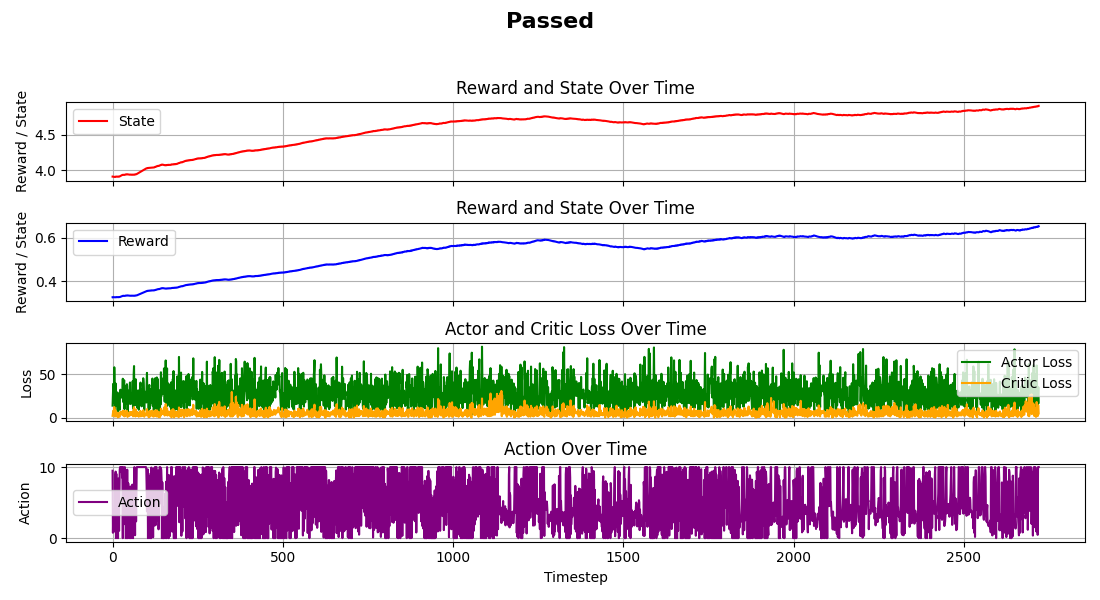 Passed
Reward and State Over Time
Reward / State
State
4.5
4.0
Reward and State Over Time
Reward / State
Reward
0.6
0.4
Actor and Critic Loss Over Time
Loss
Actor Loss
Critic Loss
50
0
Action Over Time
Action
Action
10
0
0 500 1000 1500 2000 2500
Timestep